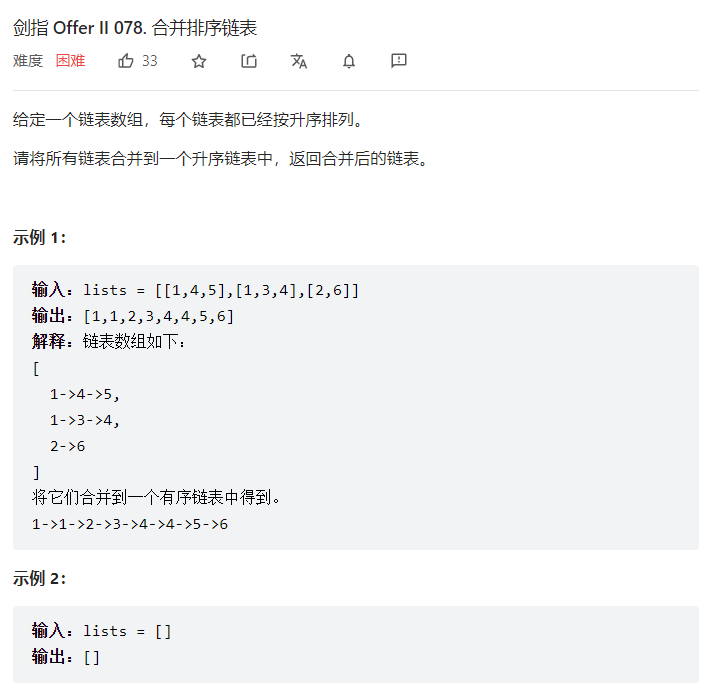 剑指 Offer II 078. 合并排序链表
难度 困难 33
给定一个链表数组，每个链表都已经按升序排列。
请将所有链表合并到一个升序链表中，返回合并后的链表。
示例 1：
输入：lists = [[1,4,5],[1,3,4],[2,6]]
输出：[1,1,2,3,4,4,5,6]
解释：链表数组如下：
[
  1->4->5,
  1->3->4,
  2->6
]
将它们合并到一个有序链表中得到。
1->1->2->3->4->4->5->6
示例 2：
输入：lists = []
输出：[]